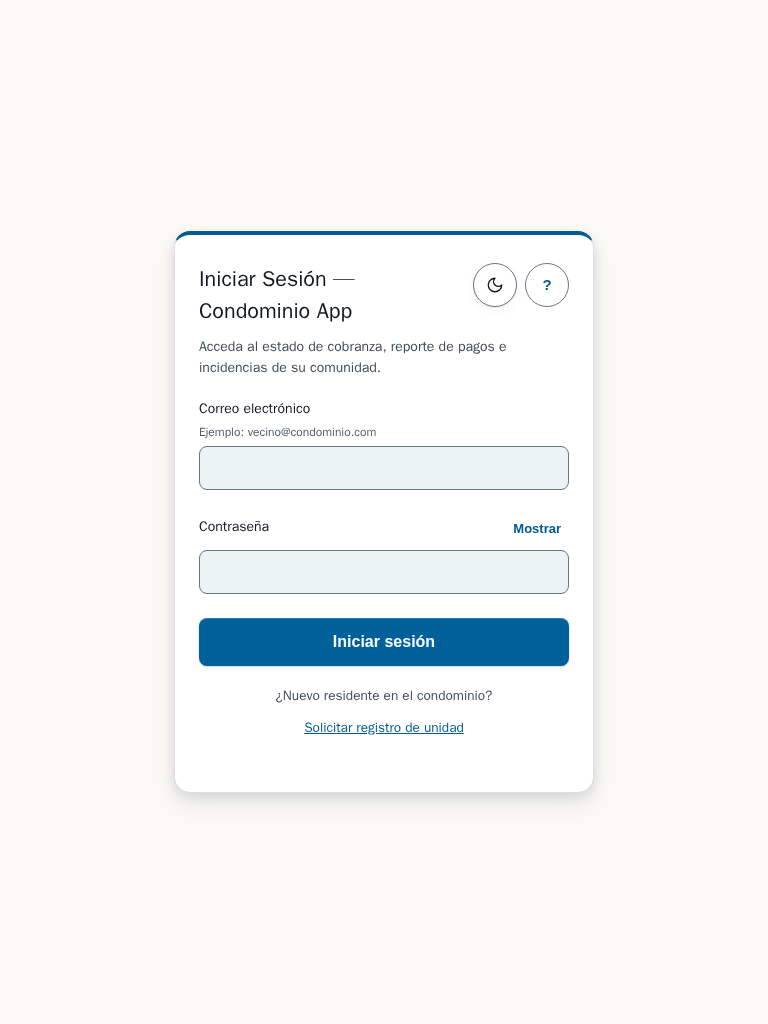 Iniciar Sesión —
Condominio App
?
Acceda al estado de cobranza, reporte de pagos e
incidencias de su comunidad.
Correo electrónico
Ejemplo: vecino@condominio.com
Contraseña
Mostrar
Iniciar sesión
¿Nuevo residente en el condominio?
Solicitar registro de unidad